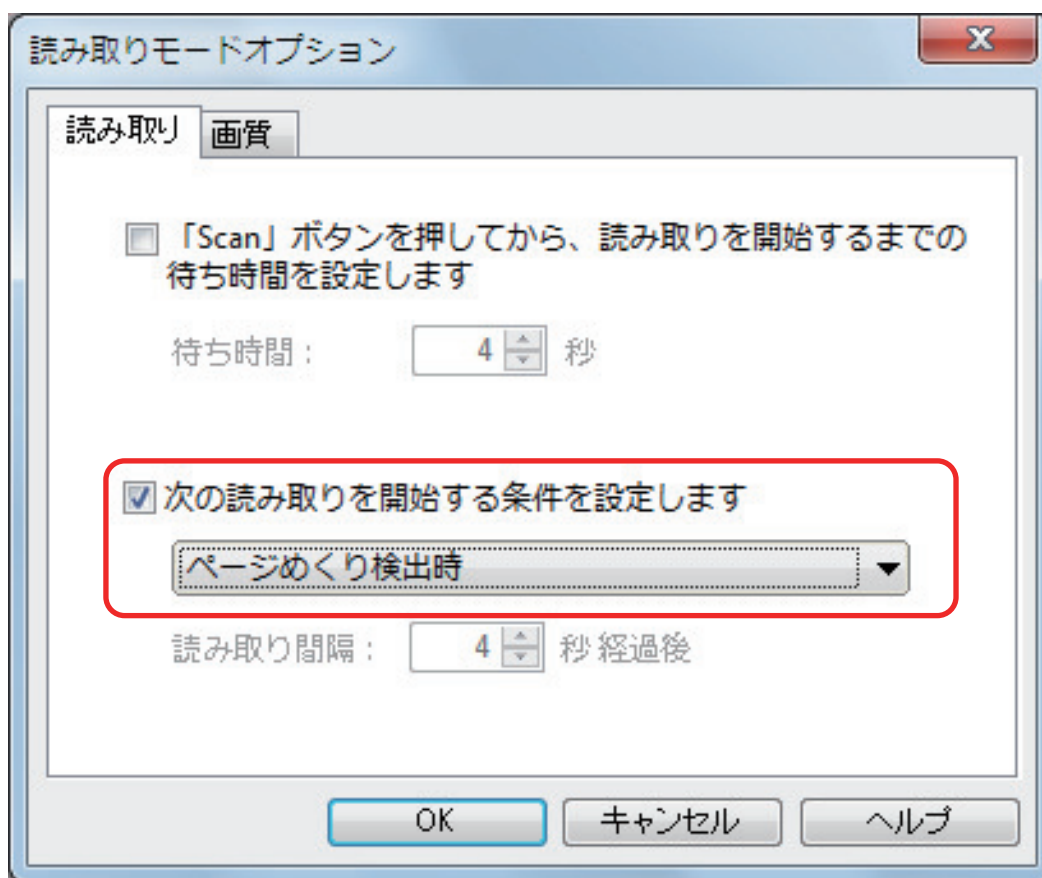 読み取りモードオプション
読み取り 画質
「Scan」ボタンを押してから、読み取りを開始するまでの
待ち時間を設定します
待ち時間： 4 秒
次の読み取りを開始する条件を設定します
ページめくり検出時
読み取り間隔： 4 秒 経過後
OK キャンセル ヘルプ